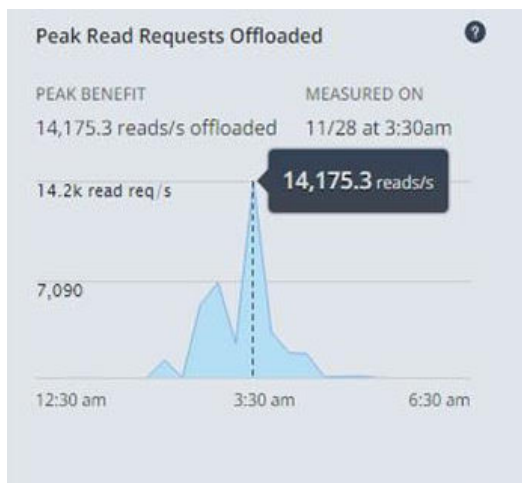 Peak Read Requests Offloaded ?
PEAK BENEFIT MEASURED ON
14,175.3 reads/s offloaded 11/28 at 3:30am
14.2k read req/s
14,175.3 reads/s
7,090
12:30 am 3:30 am 6:30 am